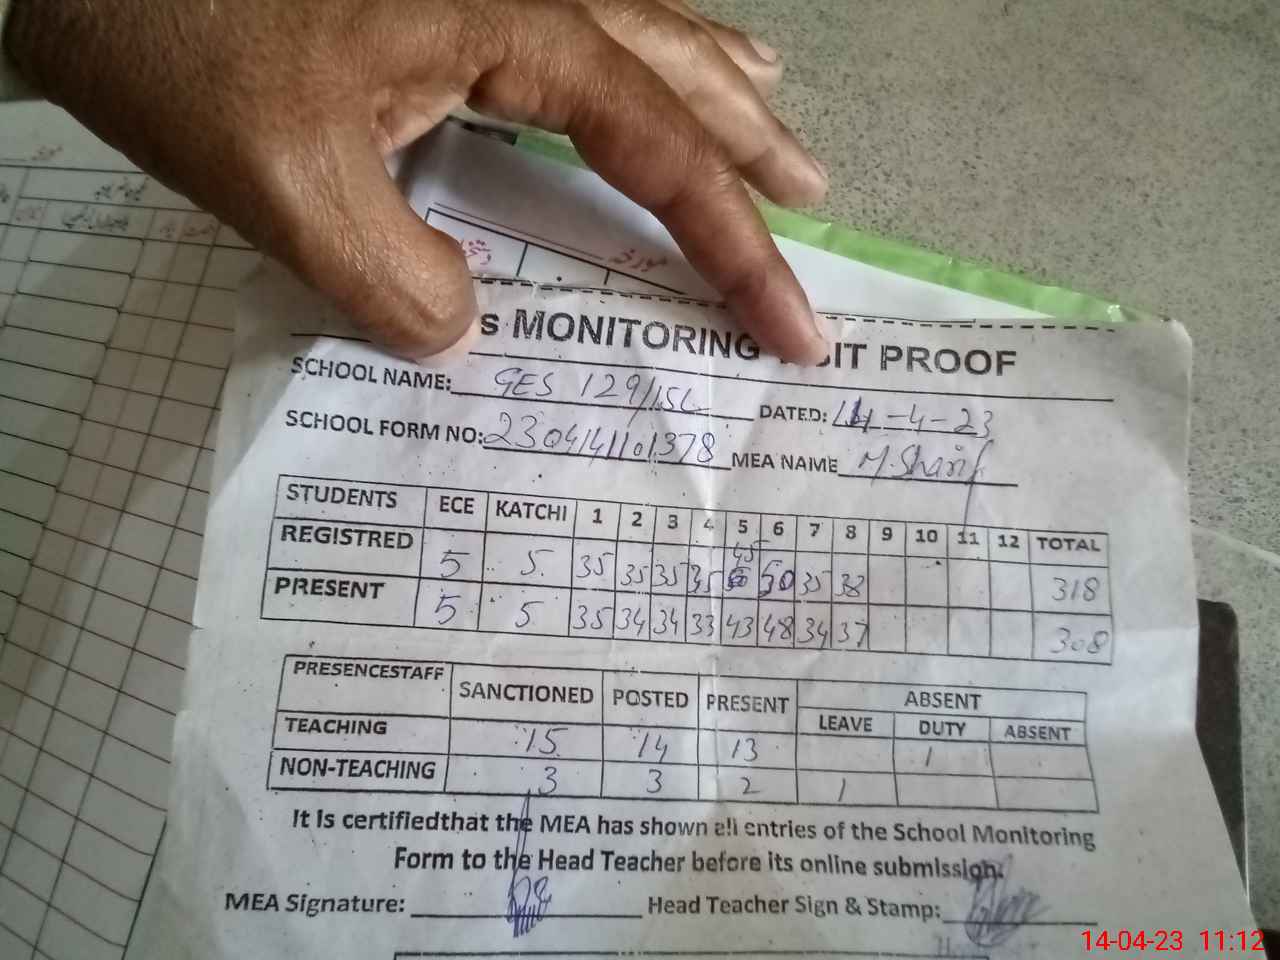 مورخہ
s MONITORING SIT PROOF
SCHOOL NAME: GES 129/15L DATED: 14-4-23
SCHOOL FORM NO: 2304141101378 MEA NAME M. Sharif
STUDENTS ECE KATCHI 1 2 3 4 5 6 7 8 9 10 11 12 TOTAL
REGISTRED 5 5 35 35 35 35 45 50 35 38 318
PRESENT 5 5 35 34 34 33 43 48 34 37 308
PRESENCESTAFF SANCTIONED POSTED PRESENT ABSENT
LEAVE DUTY ABSENT
TEACHING 15 14 13 1
NON-TEACHING 3 3 2 1
It is certifiedthat the MEA has shown all entries of the School Monitoring
Form to the Head Teacher before its online submission.
MEA Signature: Head Teacher Sign & Stamp:
14-04-23 11:12